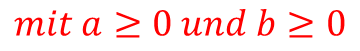 mit a ≥ 0 und b ≥ 0